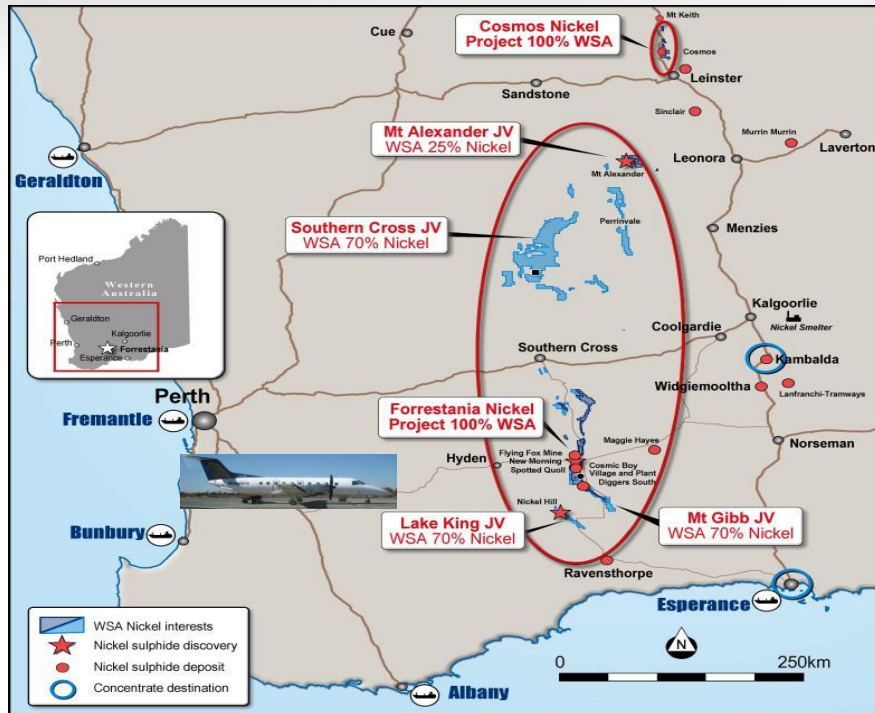 Mt Keith
Cue
Cosmos Nickel
Project 100% WSA
Cosmos
Leinster
Sandstone
Sinclair
Mt Alexander JV
WSA 25% Nickel
Murrin Murrin
Laverton
Leonora
Mt Alexander
Geraldton
Perrinvale
Southern Cross JV
WSA 70% Nickel
Menzies
Port Hedland
Western
Australia
Geraldton
Kalgoorlie
Perth
Forrestania
Esperance
Kalgoorlie
Nickel Smelter
Coolgardie
Southern Cross
Kambalda
Widgiemooltha
Lanfranchi-Tramways
Perth
Fremantle
Forrestania Nickel
Project 100% WSA
Maggie Hayes
Norseman
Hyden
Flying Fox Mine
New Morning
Spotted Quoll
Cosmic Boy
Village and Plant
Diggers South
Nickel Hill
Bunbury
Lake King JV
WSA 70% Nickel
Mt Gibb JV
WSA 70% Nickel
Ravensthorpe
Esperance
WSA Nickel interests
Nickel sulphide discovery
Nickel sulphide deposit
Concentrate destination
N
0
250km
Albany